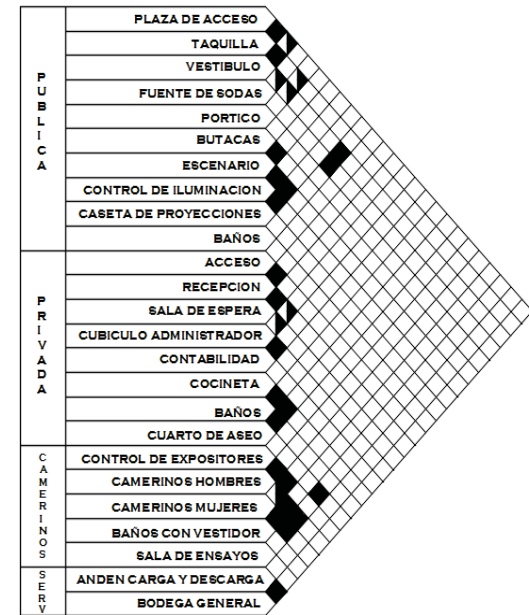 PUBLICA
PLAZA DE ACCESO
TAQUILLA
VESTIBULO
FUENTE DE SODAS
PORTICO
BUTACAS
ESCENARIO
CONTROL DE ILUMINACION
CASETA DE PROYECCIONES
BAÑOS
PRIVADA
ACCESO
RECEPCION
SALA DE ESPERA
CUBICULO ADMINISTRADOR
CONTABILIDAD
COCINETA
BAÑOS
CUARTO DE ASEO
CAMERINOS
CONTROL DE EXPOSITORES
CAMERINOS HOMBRES
CAMERINOS MUJERES
BAÑOS CON VESTIDOR
SALA DE ENSAYOS
SERV
ANDEN CARGA Y DESCARGA
BODEGA GENERAL